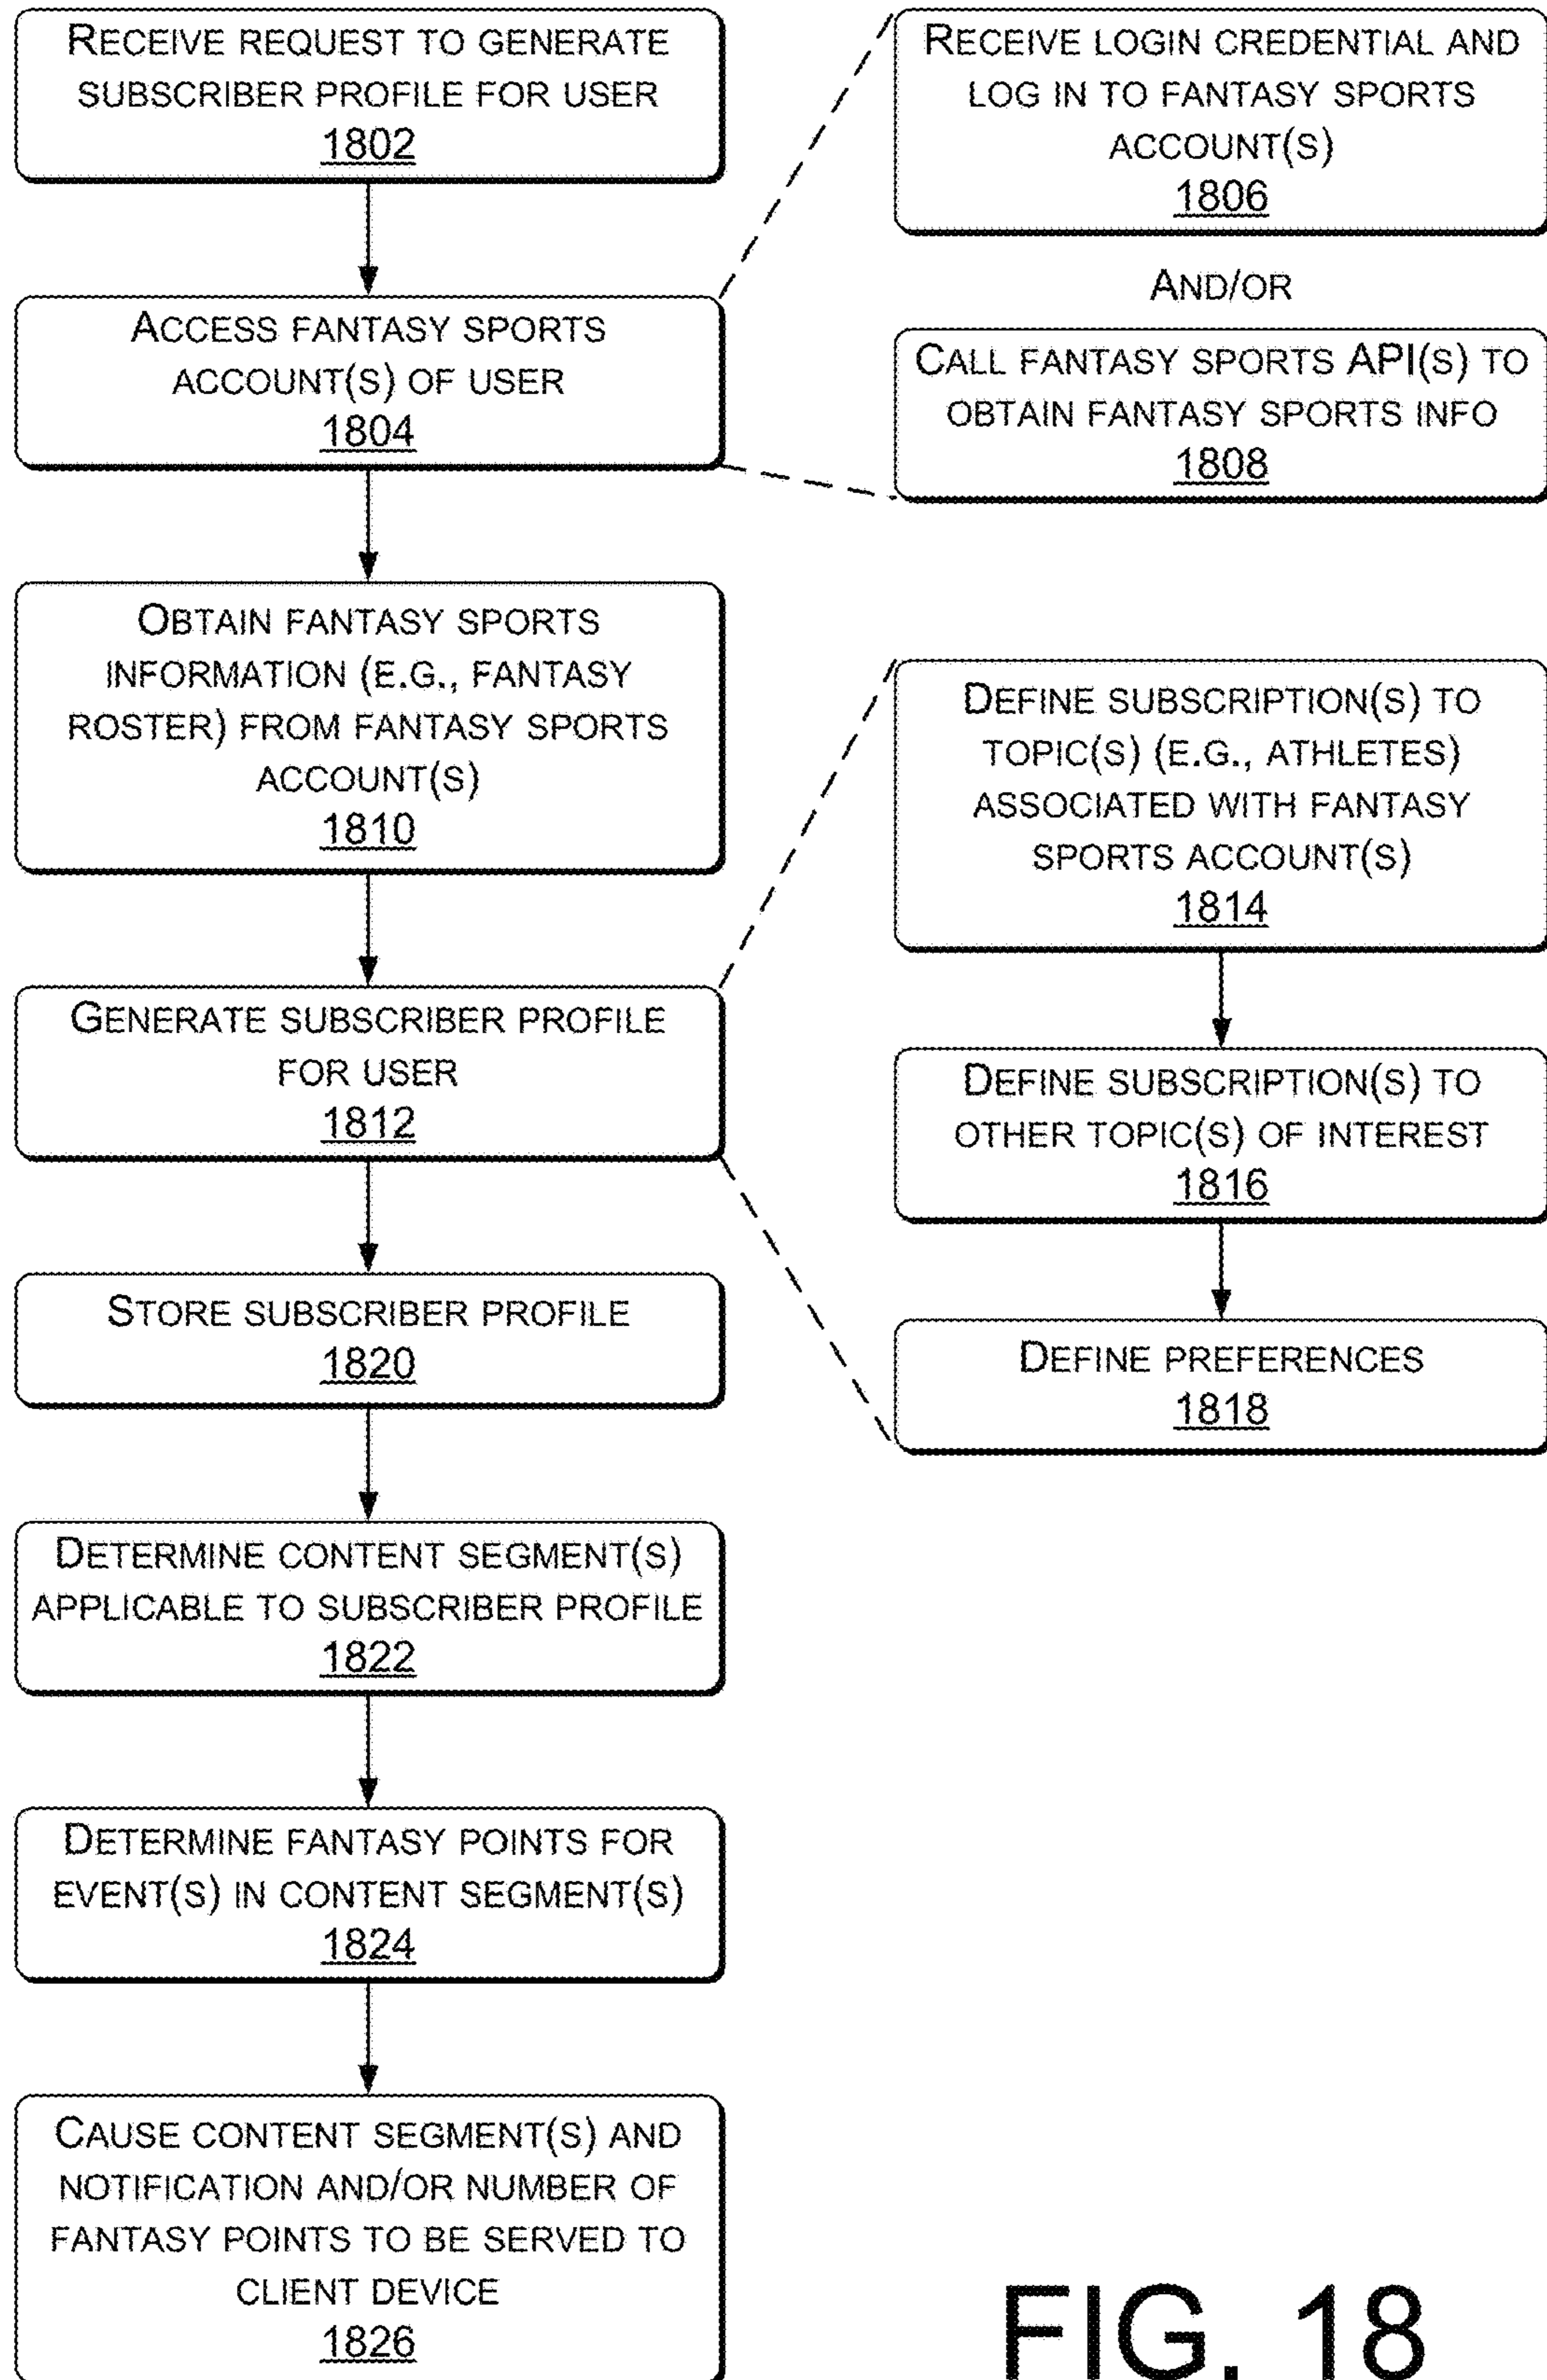 RECEIVE REQUEST TO GENERATE
SUBSCRIBER PROFILE FOR USER
1802
ACCESS FANTASY SPORTS
ACCOUNT(S) OF USER
1804
RECEIVE LOGIN CREDENTIAL AND
LOG IN TO FANTASY SPORTS
ACCOUNT(S)
1806
AND/OR
CALL FANTASY SPORTS API(S) TO
OBTAIN FANTASY SPORTS INFO
1808
OBTAIN FANTASY SPORTS
INFORMATION (E.G., FANTASY
ROSTER) FROM FANTASY SPORTS
ACCOUNT(S)
1810
GENERATE SUBSCRIBER PROFILE
FOR USER
1812
DEFINE SUBSCRIPTION(S) TO
TOPIC(S) (E.G., ATHLETES)
ASSOCIATED WITH FANTASY
SPORTS ACCOUNT(S)
1814
DEFINE SUBSCRIPTION(S) TO
OTHER TOPIC(S) OF INTEREST
1816
DEFINE PREFERENCES
1818
STORE SUBSCRIBER PROFILE
1820
DETERMINE CONTENT SEGMENT(S)
APPLICABLE TO SUBSCRIBER PROFILE
1822
DETERMINE FANTASY POINTS FOR
EVENT(S) IN CONTENT SEGMENT(S)
1824
CAUSE CONTENT SEGMENT(S) AND
NOTIFICATION AND/OR NUMBER OF
FANTASY POINTS TO BE SERVED TO
CLIENT DEVICE
1826
FIG. 18